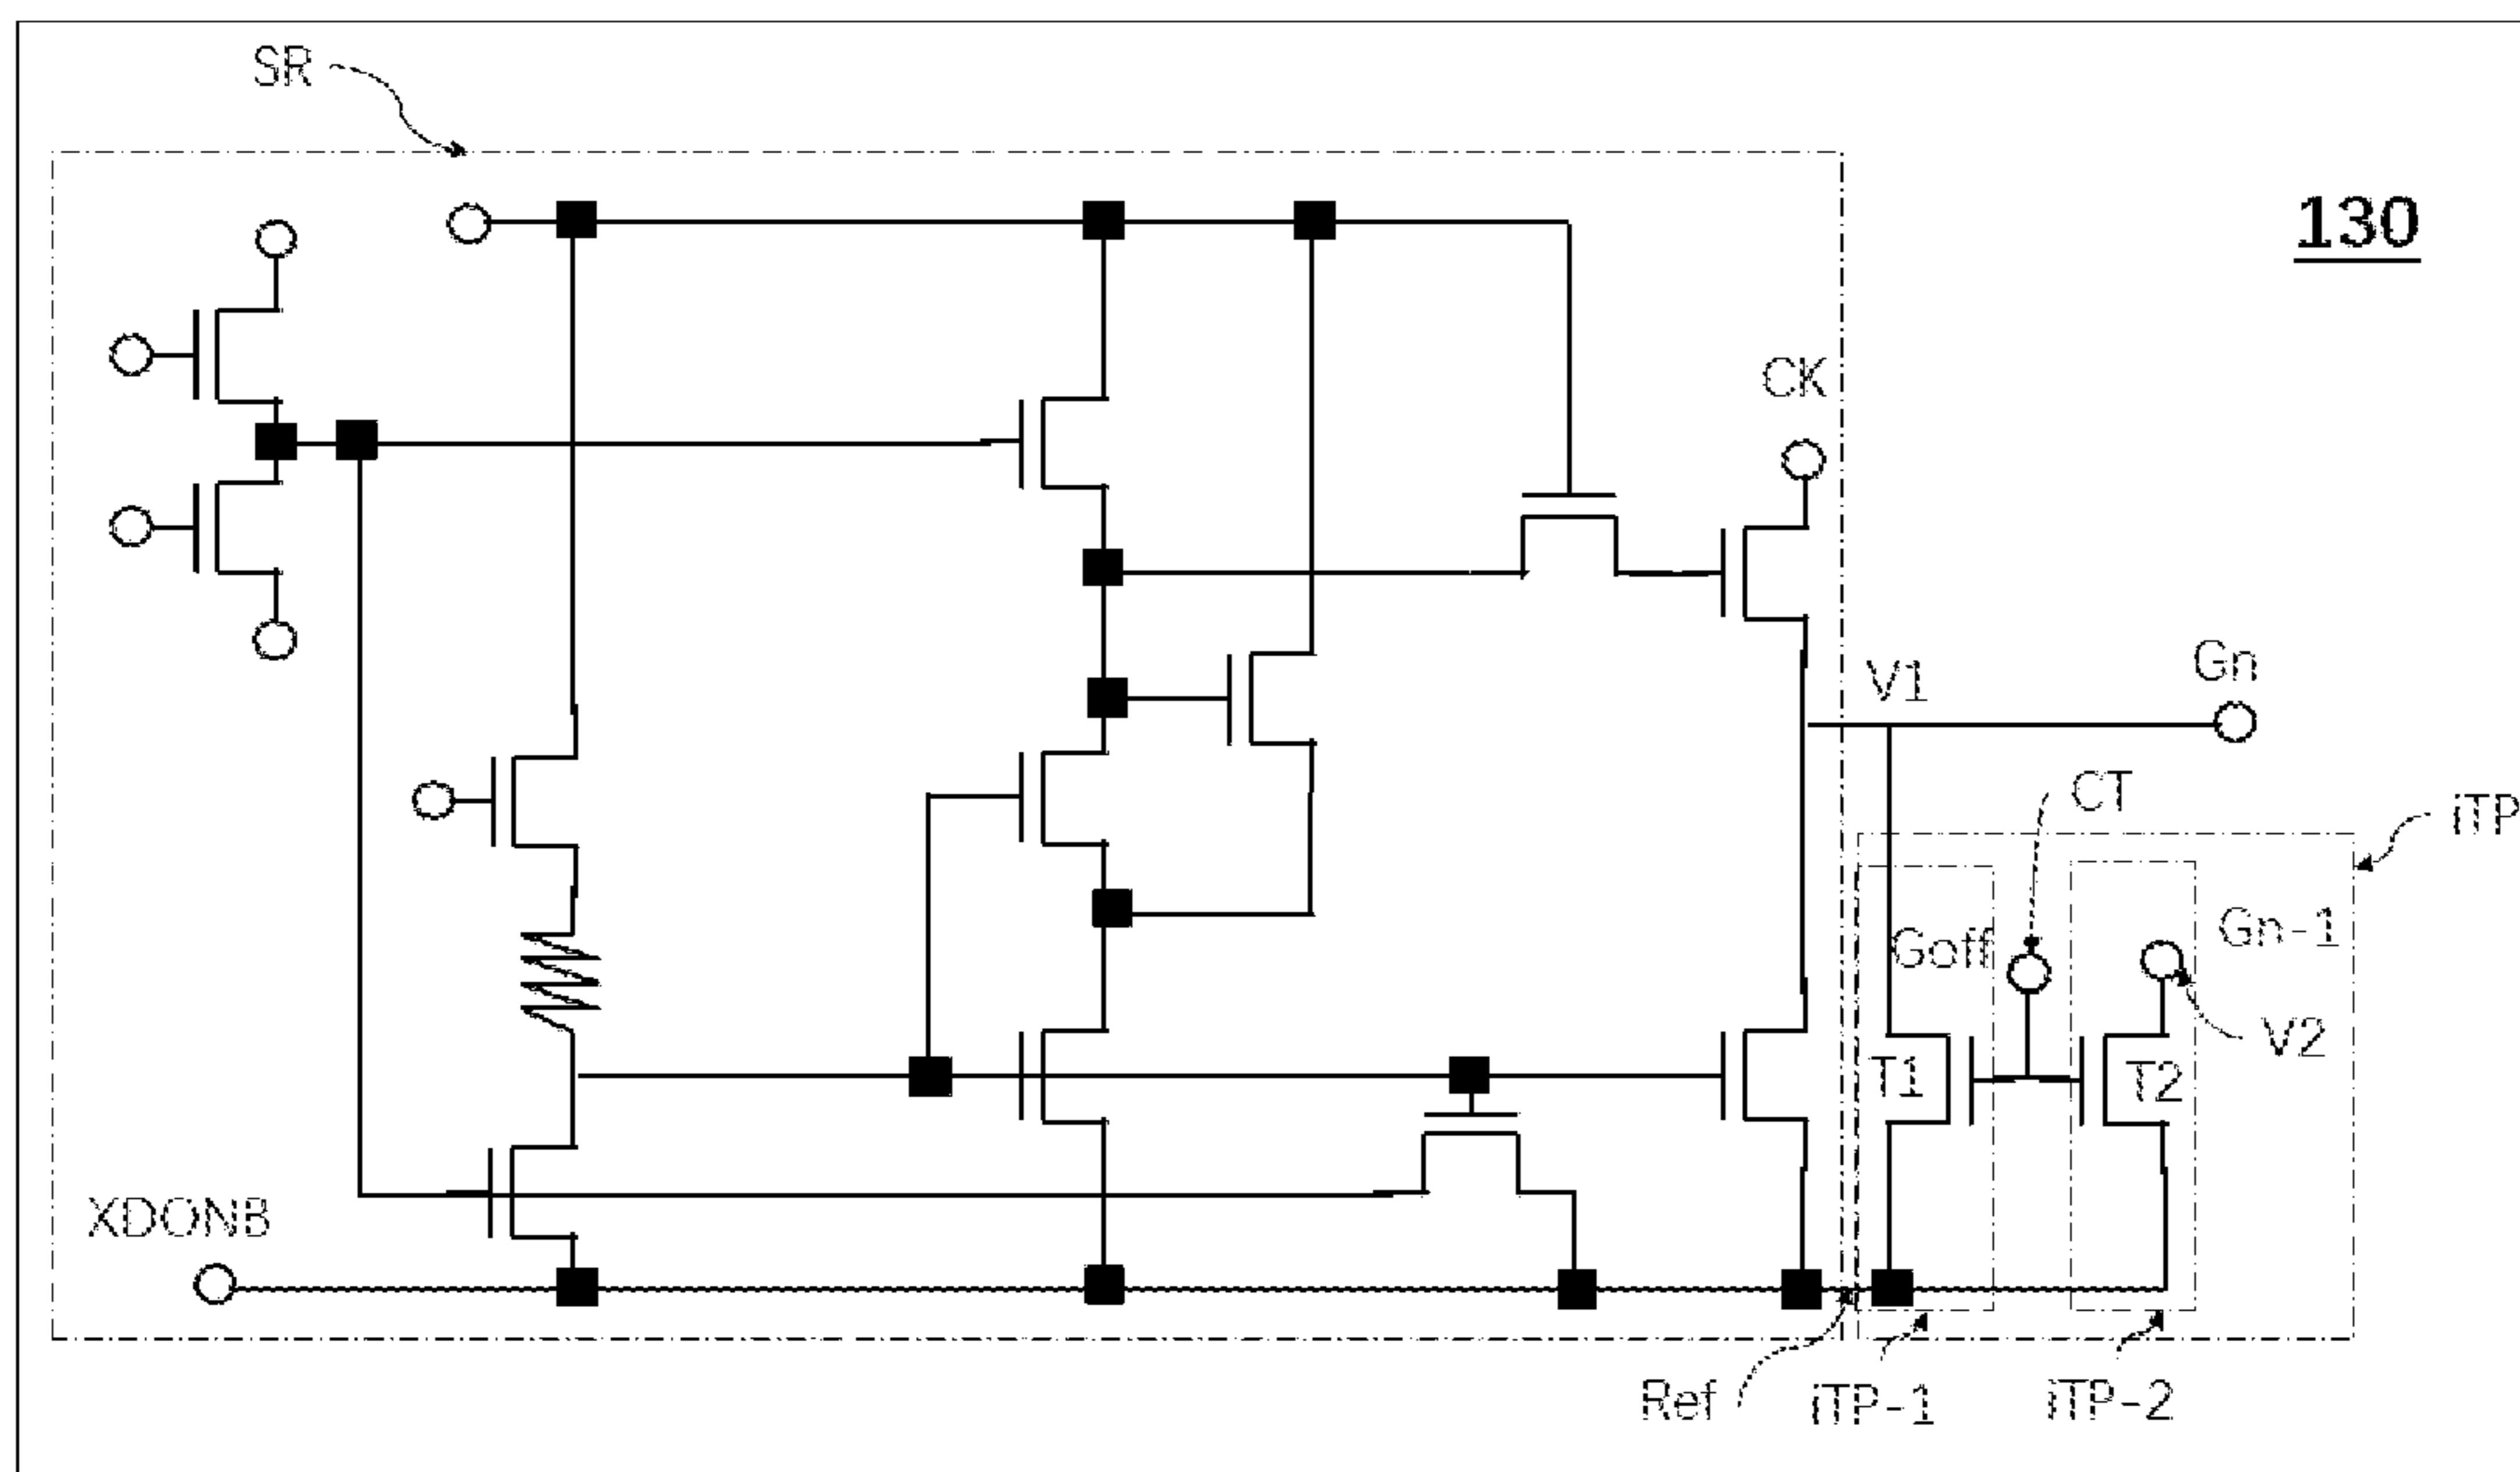 SR
130
CK
V1
Gn
CT
iTP
Goff
Gn-1
V2
T1
T2
XDONB
Ref
iTP-1
iTP-2